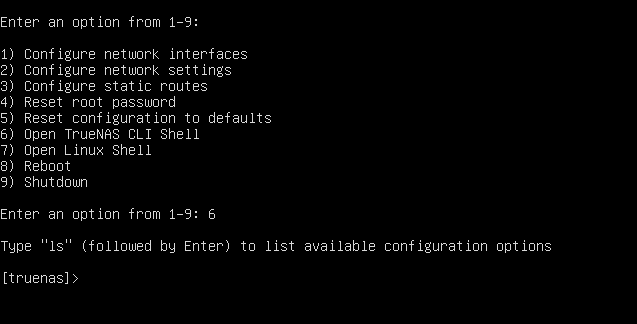 Enter an option from 1-9:
1) Configure network interfaces
2) Configure network settings
3) Configure static routes
4) Reset root password
5) Reset configuration to defaults
6) Open TrueNAS CLI Shell
7) Open Linux Shell
8) Reboot
9) Shutdown
Enter an option from 1-9: 6
Type "ls" (followed by Enter) to list available configuration options
[truenas]>